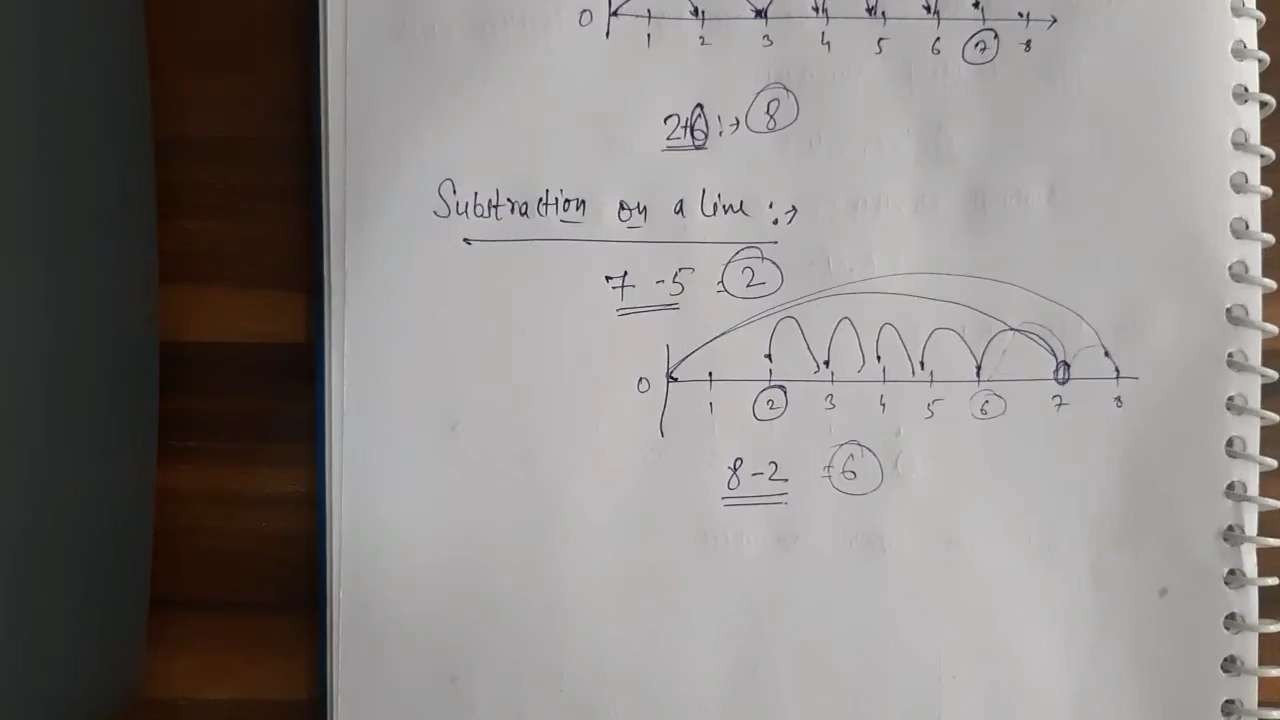 0 1 2 3 4 5 6 7 8
2+6 :→ 8
Substraction on a line :→
7 - 5 = 2
0 1 2 3 4 5 6 7 8
8 - 2 = 6